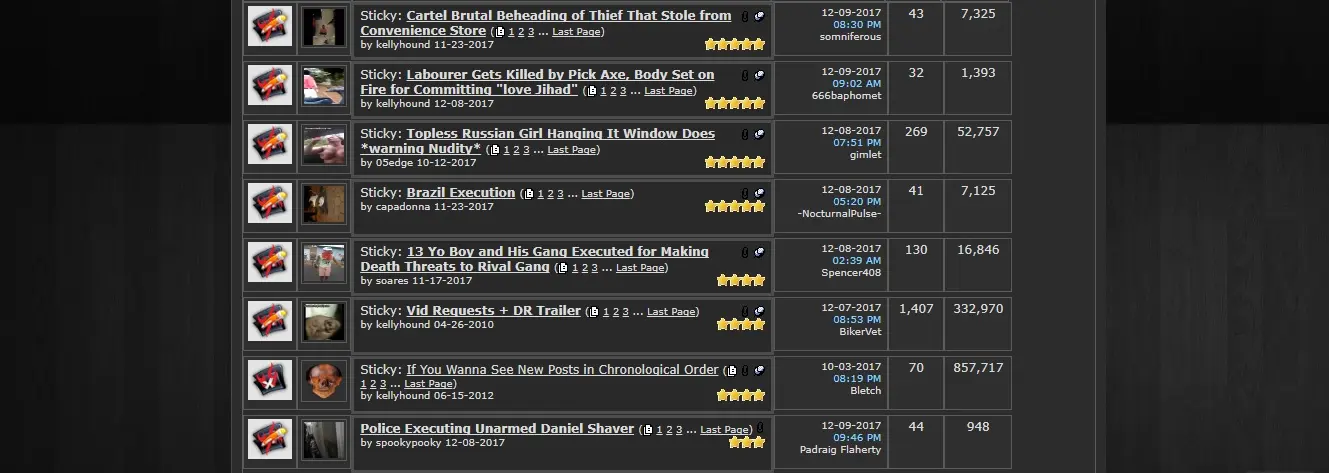 Sticky: Cartel Brutal Beheading of Thief That Stole from
Convenience Store (1 2 3 ... Last Page)
by kellyhound 11-23-2017
12-09-2017
08:30 PM
somniferous
43
7,325
Sticky: Labourer Gets Killed by Pick Axe, Body Set on
Fire for Committing "love Jihad" (1 2 3 ... Last Page)
by kellyhound 12-08-2017
12-09-2017
09:02 AM
666baphomet
32
1,393
Sticky: Topless Russian Girl Hanging It Window Does
*warning Nudity* (1 2 3 ... Last Page)
by 05edge 10-12-2017
12-08-2017
07:51 PM
gimlet
269
52,757
Sticky: Brazil Execution (1 2 3 ... Last Page)
by capadonna 11-23-2017
12-08-2017
05:20 PM
-NocturnalPulse-
41
7,125
Sticky: 13 Yo Boy and His Gang Executed for Making
Death Threats to Rival Gang (1 2 3 ... Last Page)
by soares 11-17-2017
12-08-2017
02:39 AM
Spencer408
130
16,846
Sticky: Vid Requests + DR Trailer (1 2 3 ... Last Page)
by kellyhound 04-26-2010
12-07-2017
08:53 PM
BikerVet
1,407
332,970
Sticky: If You Wanna See New Posts in Chronological Order (
1 2 3 ... Last Page)
by kellyhound 06-15-2012
10-03-2017
08:19 PM
Bletch
70
857,717
Police Executing Unarmed Daniel Shaver (1 2 3 ... Last Page)
by spookypooky 12-08-2017
12-09-2017
09:46 PM
Padraig Flaherty
44
948